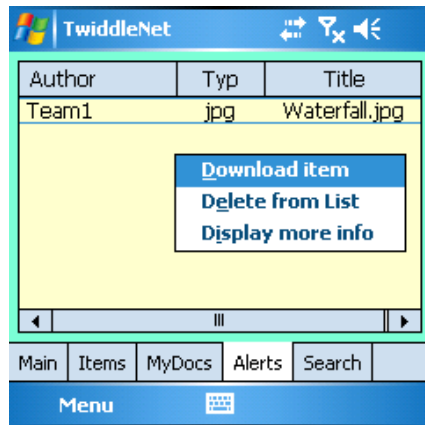 TwiddleNet
Author Typ Title
Team1 jpg Waterfall.jpg
Download item
Delete from List
Display more info
Main Items MyDocs Alerts Search
Menu